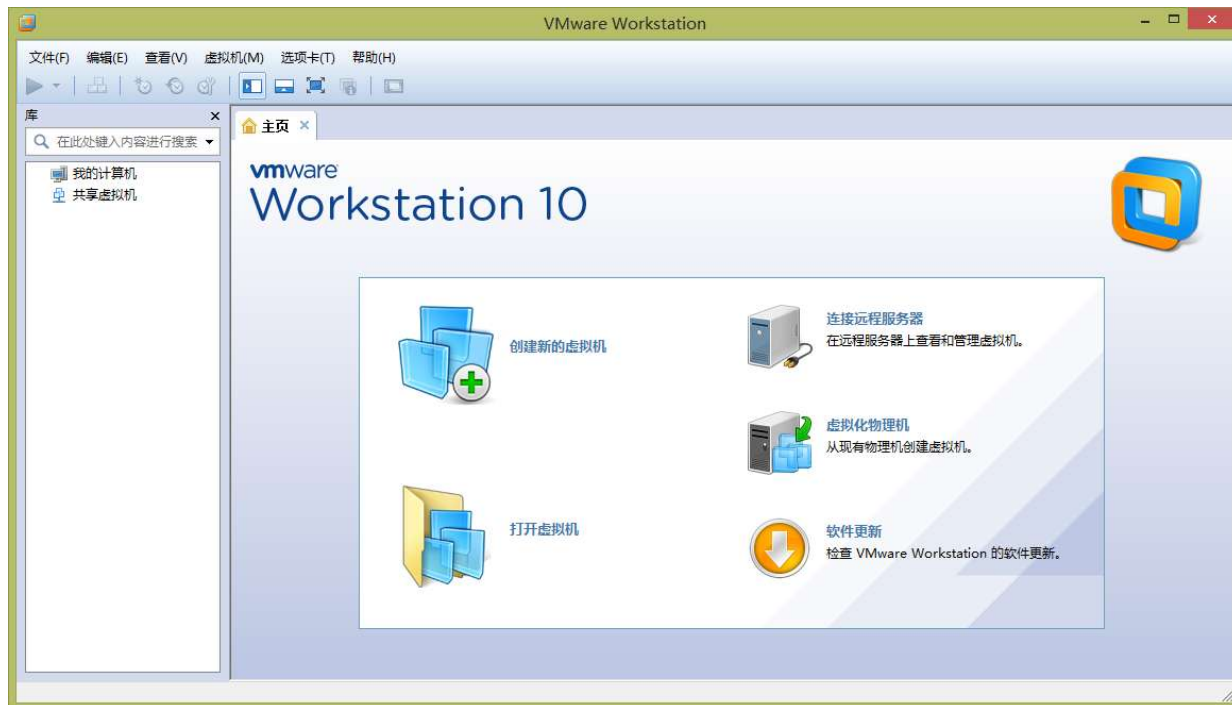 VMware Workstation
文件(F) 编辑(E) 查看(V) 虚拟机(M) 选项卡(T) 帮助(H)
库
在此处键入内容进行搜索
我的计算机
共享虚拟机
主页
vmware
Workstation 10
创建新的虚拟机
打开虚拟机
连接远程服务器
在远程服务器上查看和管理虚拟机。
虚拟化物理机
从现有物理机创建虚拟机。
软件更新
检查 VMware Workstation 的软件更新。